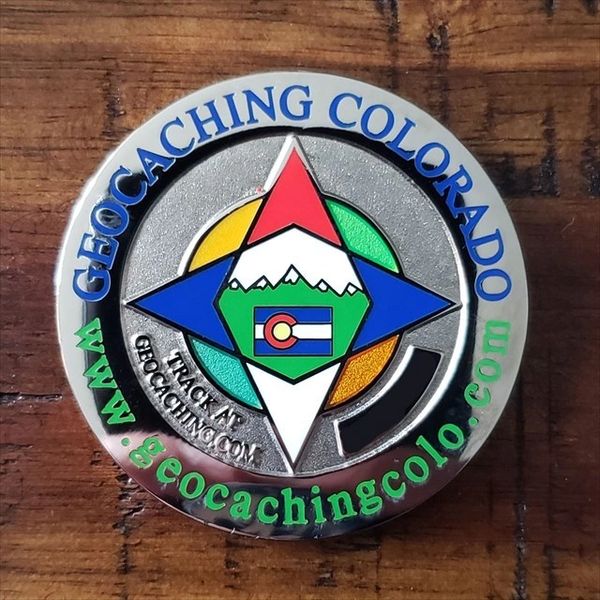 GEOCACHING COLORADO
TRACK AT
GEOCACHING.COM
www.geocachingcolo.com